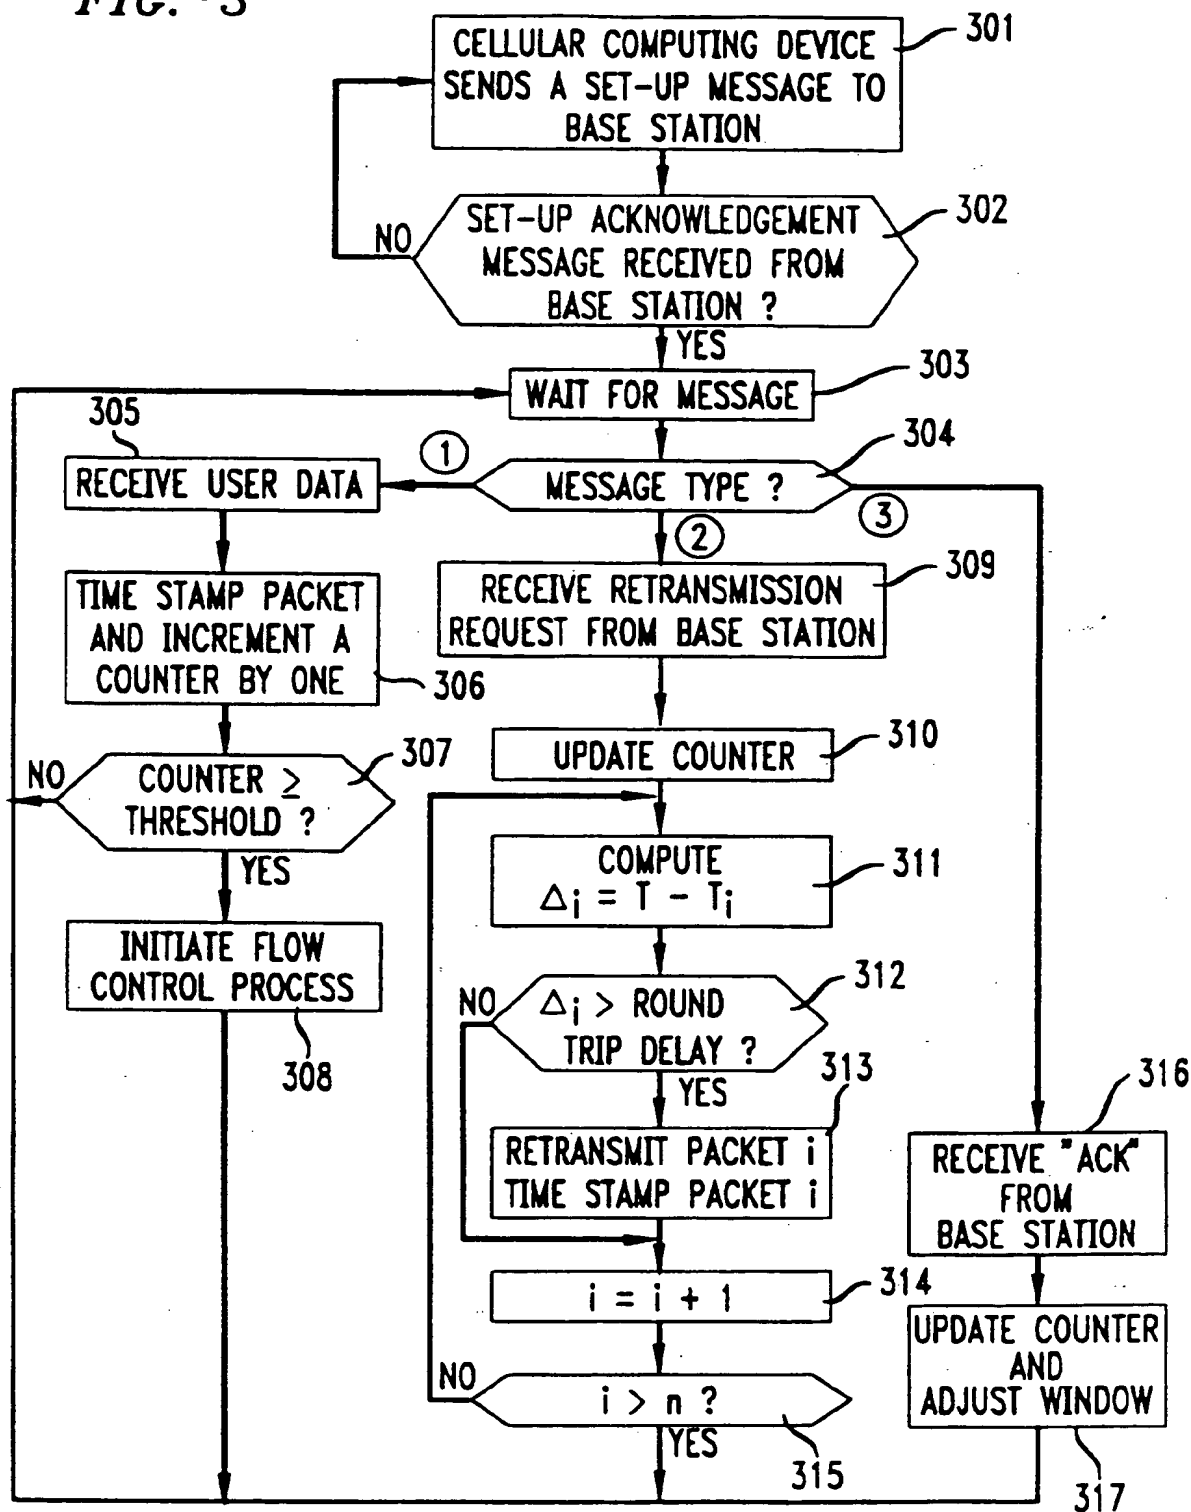 FIG. 3
CELLULAR COMPUTING DEVICE
SENDS A SET-UP MESSAGE TO
BASE STATION
301
SET-UP ACKNOWLEDGEMENT
MESSAGE RECEIVED FROM
BASE STATION ?
302
NO
YES
WAIT FOR MESSAGE
303
MESSAGE TYPE ?
304
1
2
3
305
RECEIVE USER DATA
TIME STAMP PACKET
AND INCREMENT A
COUNTER BY ONE
306
COUNTER ≥
THRESHOLD ?
307
NO
YES
INITIATE FLOW
CONTROL PROCESS
308
RECEIVE RETRANSMISSION
REQUEST FROM BASE STATION
309
UPDATE COUNTER
310
COMPUTE
Δi = T - Ti
311
Δi > ROUND
TRIP DELAY ?
312
NO
YES
RETRANSMIT PACKET i
TIME STAMP PACKET i
313
i = i + 1
314
i > n ?
315
NO
YES
RECEIVE "ACK"
FROM
BASE STATION
316
UPDATE COUNTER
AND
ADJUST WINDOW
317